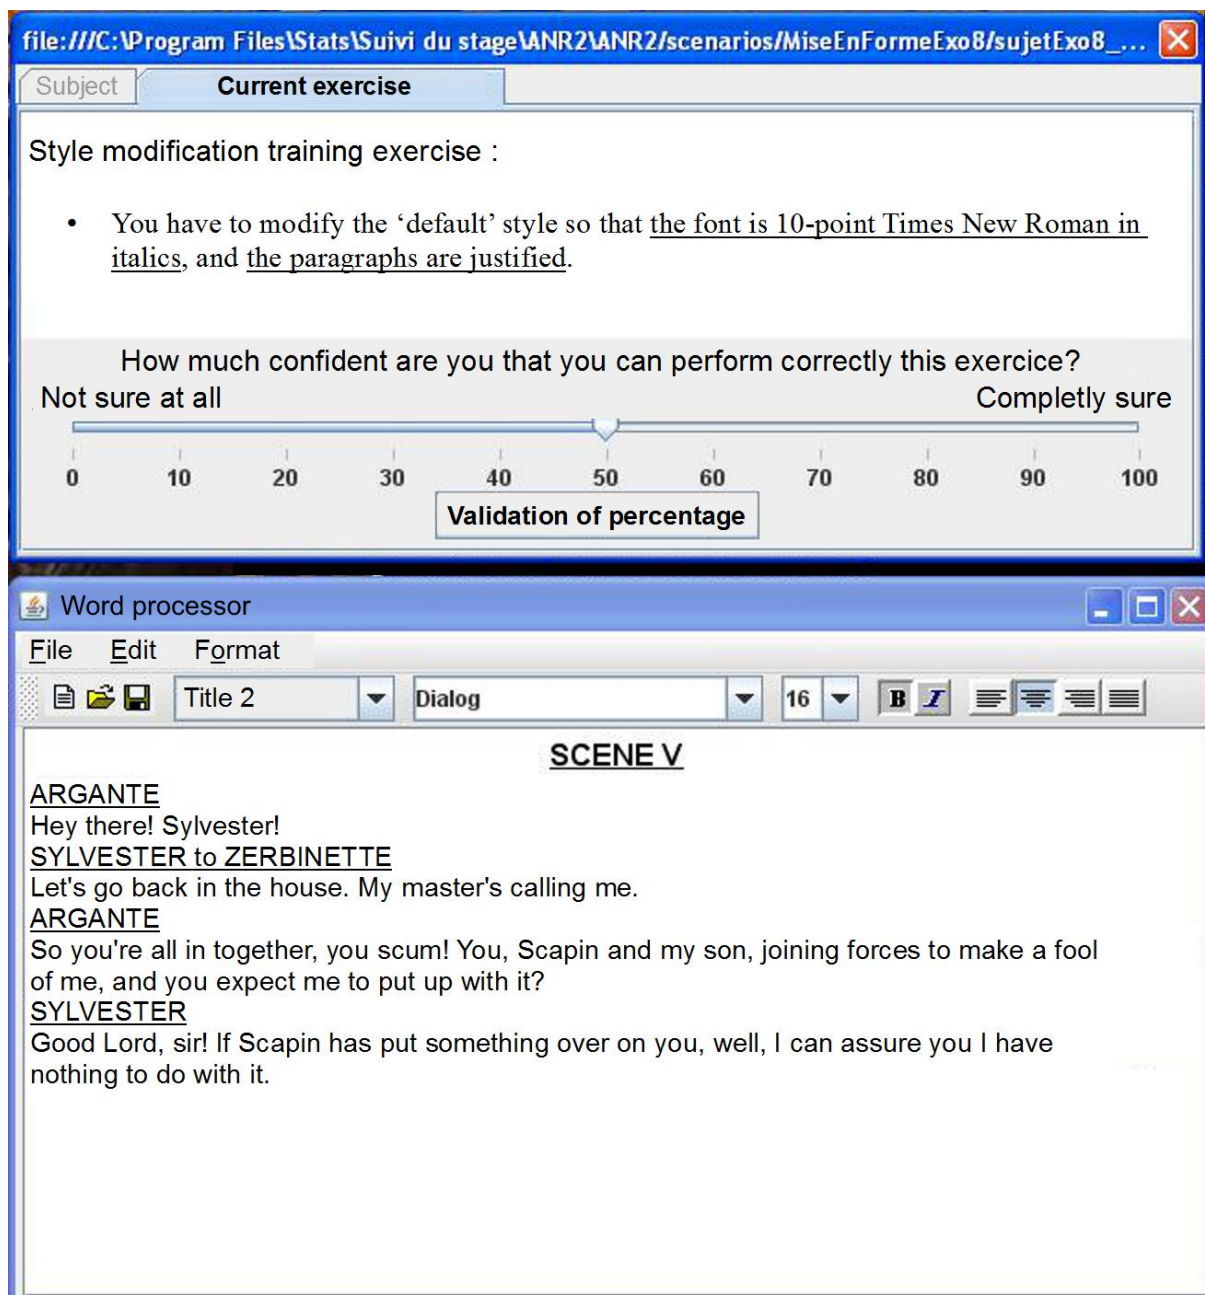 file:///C:\Program Files\Stats\Suivi du stage\ANR2\ANR2/scenarios/MiseEnFormeExo8/sujetExo8_...
Subject
Current exercise
Style modification training exercise :
• You have to modify the ‘default’ style so that the font is 10-point Times New Roman in
italics, and the paragraphs are justified.
How much confident are you that you can perform correctly this exercice?
Not sure at all
Completly sure
0 10 20 30 40 50 60 70 80 90 100
Validation of percentage
Word processor
File Edit Format
Title 2 Dialog 16 B I
SCENE V
ARGANTE
Hey there! Sylvester!
SYLVESTER to ZERBINETTE
Let's go back in the house. My master's calling me.
ARGANTE
So you're all in together, you scum! You, Scapin and my son, joining forces to make a fool
of me, and you expect me to put up with it?
SYLVESTER
Good Lord, sir! If Scapin has put something over on you, well, I can assure you I have
nothing to do with it.